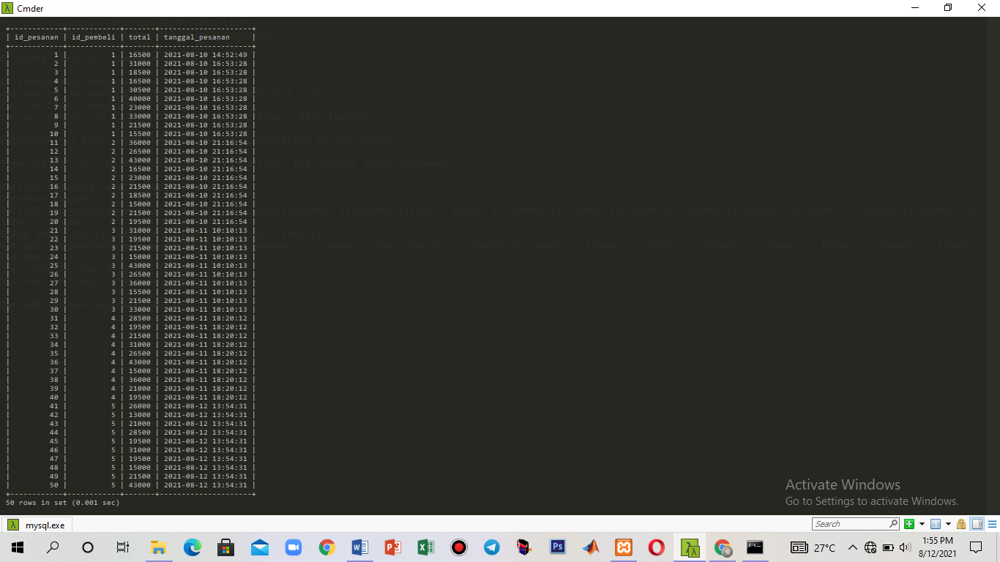 Cmder
+------------+------------+-------+---------------------+
| id_pesanan | id_pembeli | total | tanggal_pesanan     |
+------------+------------+-------+---------------------+
|          1 |          1 | 16500 | 2021-08-10 14:52:49 |
|          2 |          1 | 31000 | 2021-08-10 16:53:28 |
|          3 |          1 | 18500 | 2021-08-10 16:53:28 |
|          4 |          1 | 16500 | 2021-08-10 16:53:28 |
|          5 |          1 | 30500 | 2021-08-10 16:53:28 |
|          6 |          1 | 40000 | 2021-08-10 16:53:28 |
|          7 |          1 | 23000 | 2021-08-10 16:53:28 |
|          8 |          1 | 33000 | 2021-08-10 16:53:28 |
|          9 |          1 | 21500 | 2021-08-10 16:53:28 |
|         10 |          1 | 15500 | 2021-08-10 16:53:28 |
|         11 |          2 | 36000 | 2021-08-10 21:16:54 |
|         12 |          2 | 26500 | 2021-08-10 21:16:54 |
|         13 |          2 | 43000 | 2021-08-10 21:16:54 |
|         14 |          2 | 16500 | 2021-08-10 21:16:54 |
|         15 |          2 | 23000 | 2021-08-10 21:16:54 |
|         16 |          2 | 21500 | 2021-08-10 21:16:54 |
|         17 |          2 | 18500 | 2021-08-10 21:16:54 |
|         18 |          2 | 15000 | 2021-08-10 21:16:54 |
|         19 |          2 | 21500 | 2021-08-10 21:16:54 |
|         20 |          2 | 19500 | 2021-08-10 21:16:54 |
|         21 |          3 | 31000 | 2021-08-11 10:10:13 |
|         22 |          3 | 19500 | 2021-08-11 10:10:13 |
|         23 |          3 | 21500 | 2021-08-11 10:10:13 |
|         24 |          3 | 15000 | 2021-08-11 10:10:13 |
|         25 |          3 | 43000 | 2021-08-11 10:10:13 |
|         26 |          3 | 26500 | 2021-08-11 10:10:13 |
|         27 |          3 | 36000 | 2021-08-11 10:10:13 |
|         28 |          3 | 15500 | 2021-08-11 10:10:13 |
|         29 |          3 | 21500 | 2021-08-11 10:10:13 |
|         30 |          3 | 33000 | 2021-08-11 10:10:13 |
|         31 |          4 | 28500 | 2021-08-11 18:20:12 |
|         32 |          4 | 19500 | 2021-08-11 18:20:12 |
|         33 |          4 | 21500 | 2021-08-11 18:20:12 |
|         34 |          4 | 31000 | 2021-08-11 18:20:12 |
|         35 |          4 | 26500 | 2021-08-11 18:20:12 |
|         36 |          4 | 43000 | 2021-08-11 18:20:12 |
|         37 |          4 | 15000 | 2021-08-11 18:20:12 |
|         38 |          4 | 36000 | 2021-08-11 18:20:12 |
|         39 |          4 | 21000 | 2021-08-11 18:20:12 |
|         40 |          4 | 19500 | 2021-08-11 18:20:12 |
|         41 |          5 | 26000 | 2021-08-12 13:54:31 |
|         42 |          5 | 13000 | 2021-08-12 13:54:31 |
|         43 |          5 | 21000 | 2021-08-12 13:54:31 |
|         44 |          5 | 28500 | 2021-08-12 13:54:31 |
|         45 |          5 | 19500 | 2021-08-12 13:54:31 |
|         46 |          5 | 31000 | 2021-08-12 13:54:31 |
|         47 |          5 | 19500 | 2021-08-12 13:54:31 |
|         48 |          5 | 15000 | 2021-08-12 13:54:31 |
|         49 |          5 | 21500 | 2021-08-12 13:54:31 |
|         50 |          5 | 43000 | 2021-08-12 13:54:31 |
+------------+------------+-------+---------------------+
50 rows in set (0.001 sec)
Activate Windows
Go to Settings to activate Windows.
mysql.exe
Search
27°C
1:55 PM
8/12/2021